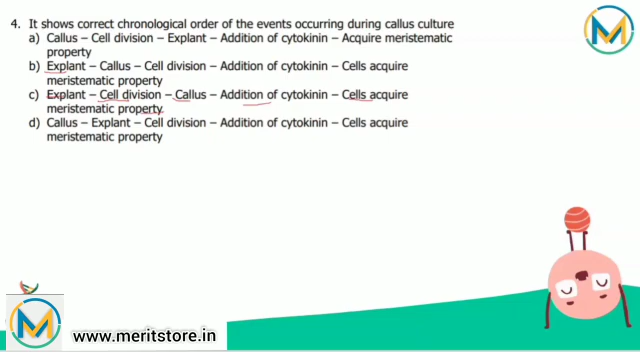 4. It shows correct chronological order of the events occurring during callus culture
a) Callus – Cell division – Explant – Addition of cytokinin – Acquire meristematic
property
b) Explant – Callus – Cell division – Addition of cytokinin – Cells acquire
meristematic property
c) Explant – Cell division – Callus – Addition of cytokinin – Cells acquire
meristematic property.
d) Callus – Explant – Cell division – Addition of cytokinin – Cells acquire
meristematic property
www.meritstore.in